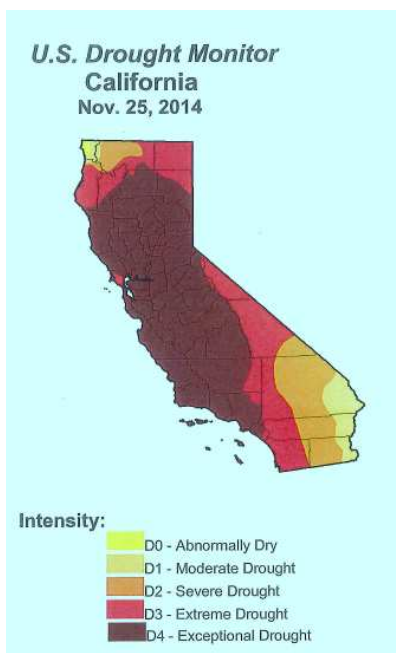 U.S. Drought Monitor
California
Nov. 25, 2014
Intensity:
D0 - Abnormally Dry
D1 - Moderate Drought
D2 - Severe Drought
D3 - Extreme Drought
D4 - Exceptional Drought